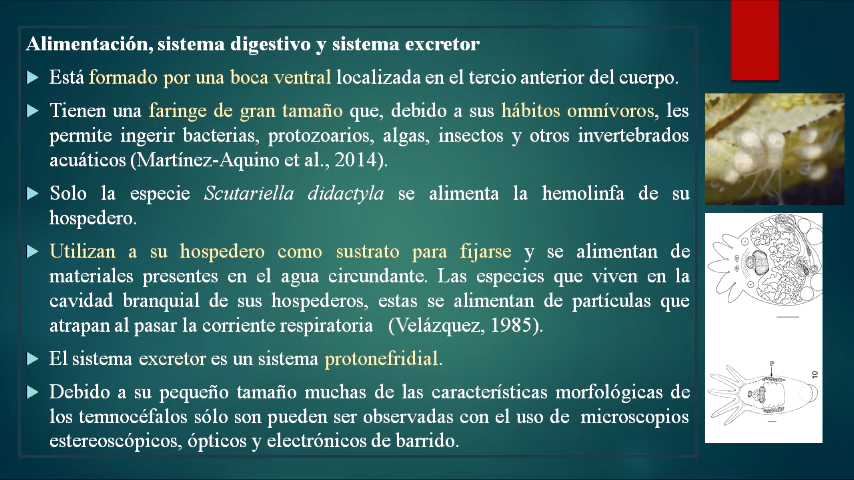 Alimentación, sistema digestivo y sistema excretor
Está formado por una boca ventral localizada en el tercio anterior del cuerpo.
Tienen una faringe de gran tamaño que, debido a sus hábitos omnívoros, les
permite ingerir bacterias, protozoarios, algas, insectos y otros invertebrados
acuáticos (Martínez-Aquino et al., 2014).
Solo la especie Scutariella didactyla se alimenta la hemolinfa de su
hospedero.
Utilizan a su hospedero como sustrato para fijarse y se alimentan de
materiales presentes en el agua circundante. Las especies que viven en la
cavidad branquial de sus hospederos, estas se alimentan de partículas que
atrapan al pasar la corriente respiratoria (Velázquez, 1985).
El sistema excretor es un sistema protonefridial.
Debido a su pequeño tamaño muchas de las características morfológicas de
los temnocéfalos sólo son pueden ser observadas con el uso de microscopios
estereoscópicos, ópticos y electrónicos de barrido.
10